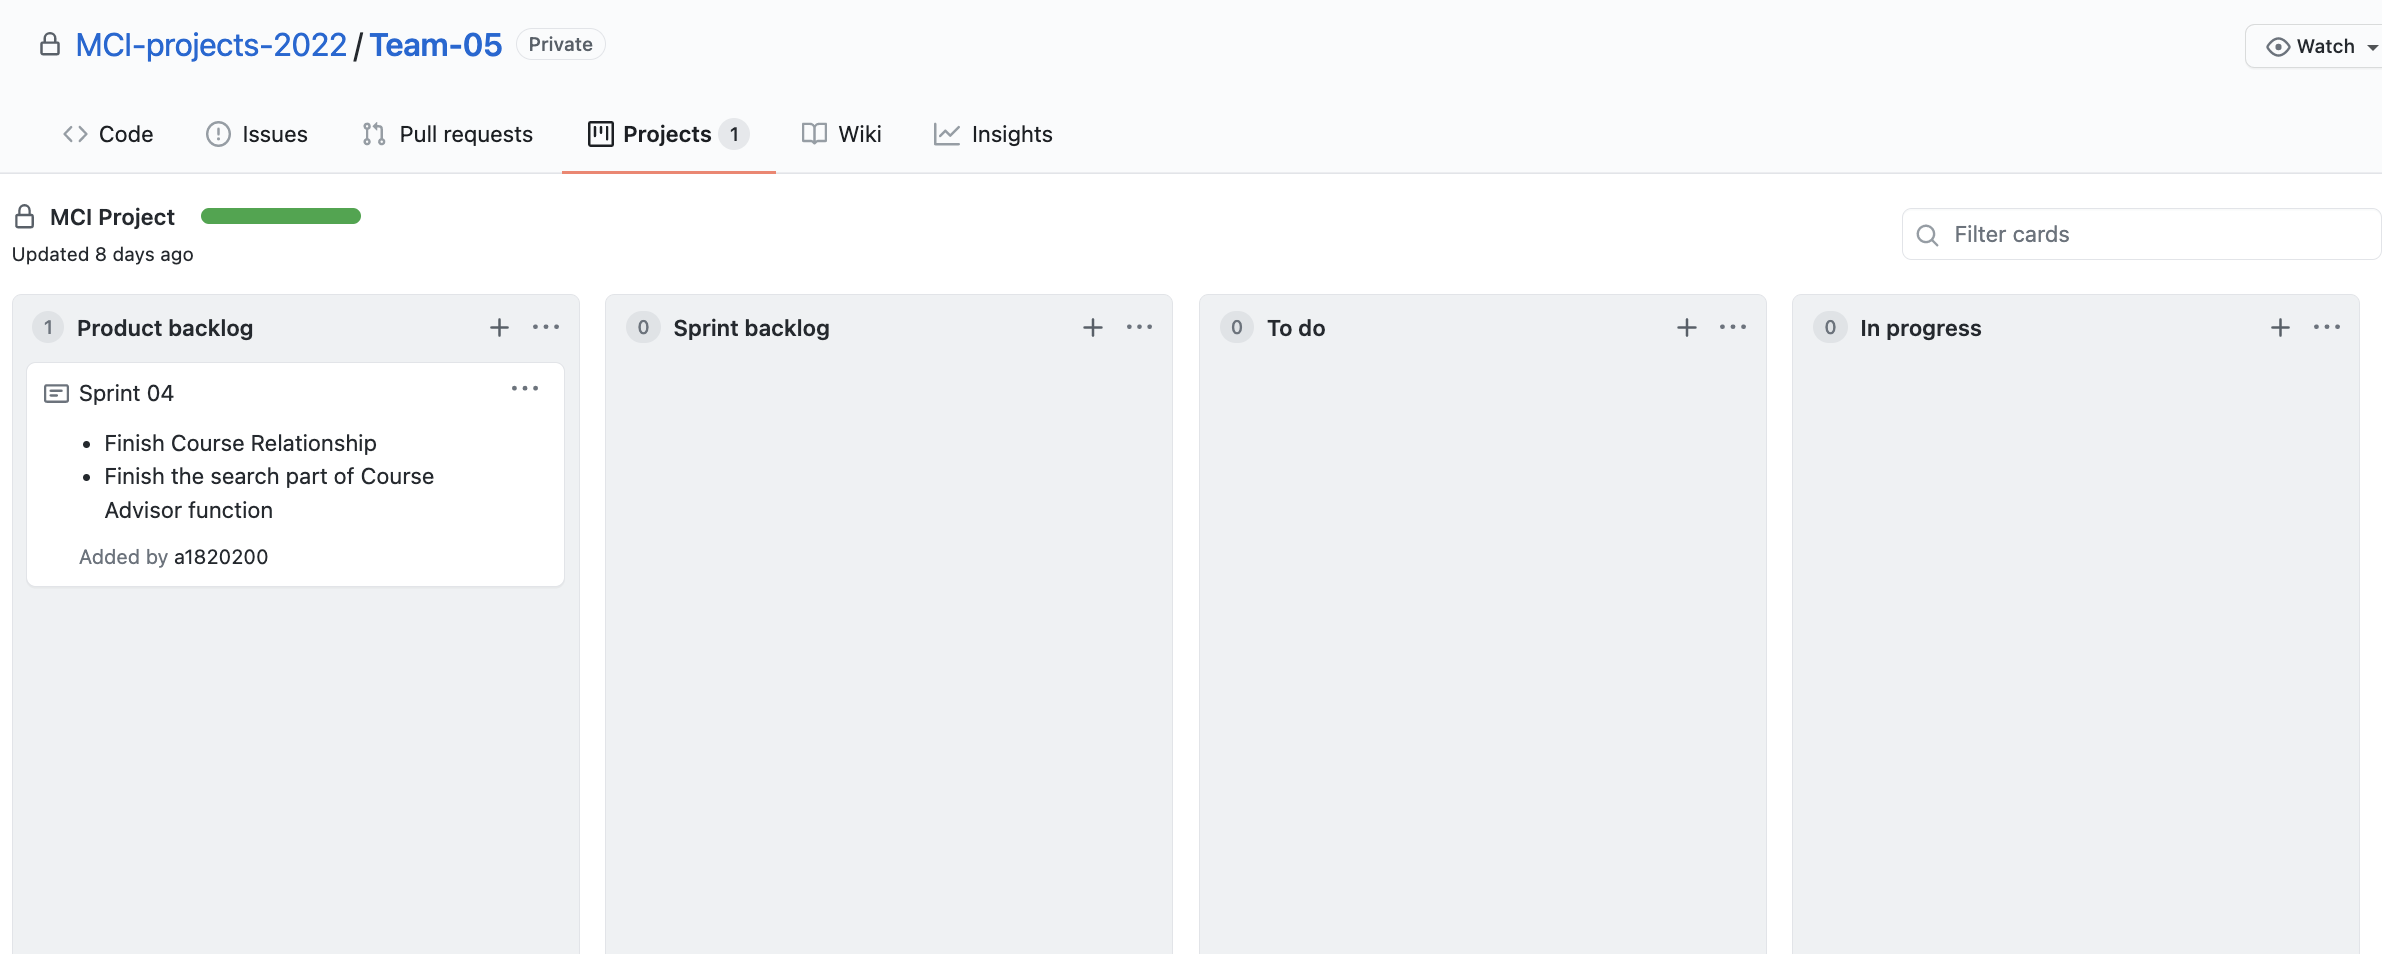 MCI-projects-2022 / Team-05 Private
Watch
Code Issues Pull requests Projects 1 Wiki Insights
MCI Project
Updated 8 days ago
Filter cards
1 Product backlog
Sprint 04
• Finish Course Relationship
• Finish the search part of Course
Advisor function
Added by a1820200
0 Sprint backlog
0 To do
0 In progress